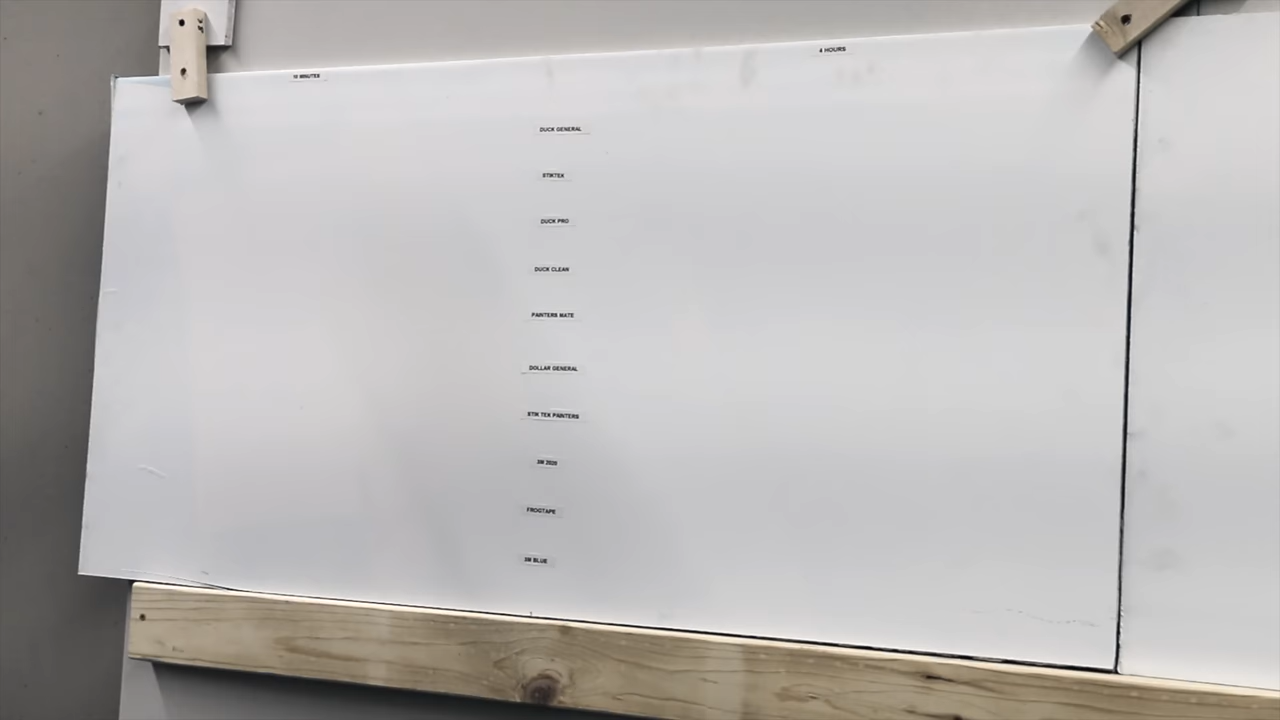 4 HOURS
10 MINUTES
DUCK GENERAL
STIKTEK
DUCK PRO
DUCK CLEAN
PAINTERS MATE
DOLLAR GENERAL
STIK TEK PAINTERS
3M 2020
FROGTAPE
3M BLUE